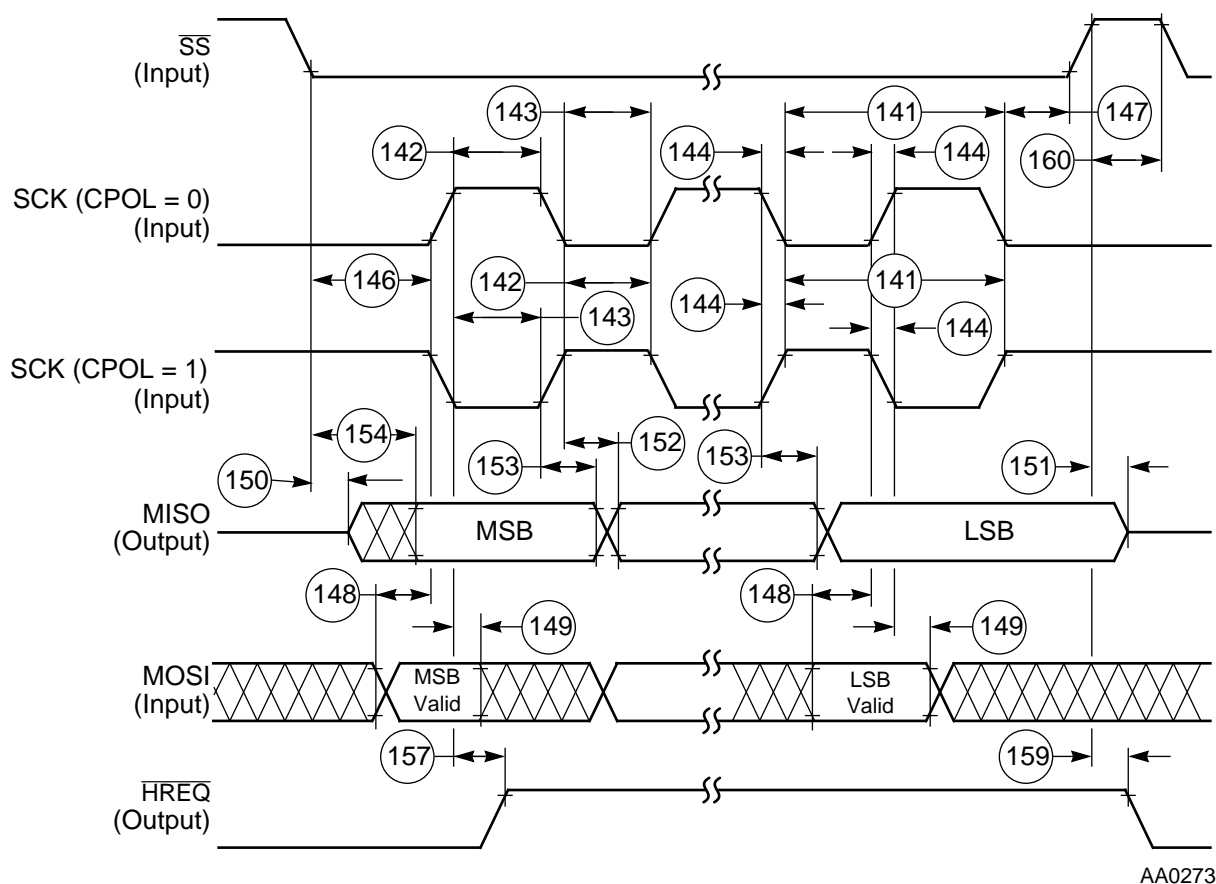 SS
(Input)
143
141
147
142
144
144
160
SCK (CPOL = 0)
(Input)
146
142
144
141
143
144
SCK (CPOL = 1)
(Input)
154
152
153
153
151
150
MISO
(Output)
MSB
LSB
148
148
149
149
MOSI
(Input)
MSB
Valid
LSB
Valid
157
159
HREQ
(Output)
AA0273